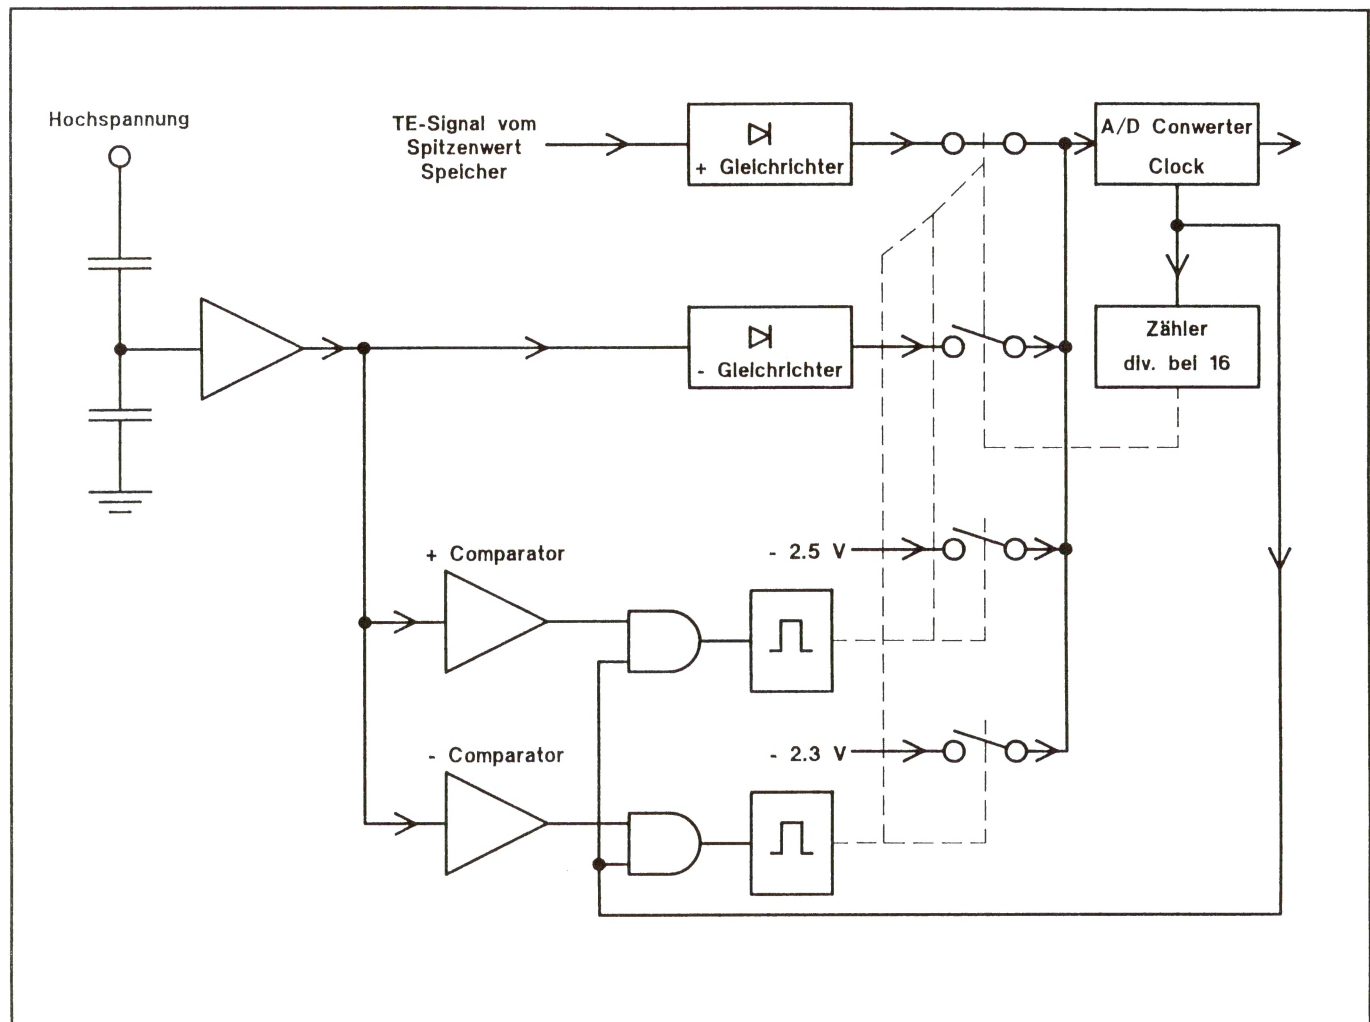 Hochspannung
TE-Signal vom
Spitzenwert
Speicher
+ Gleichrichter
A/D Conwerter
Clock
- Gleichrichter
Zähler
div. bei 16
+ Comparator
- 2.5 V
- Comparator
- 2.3 V